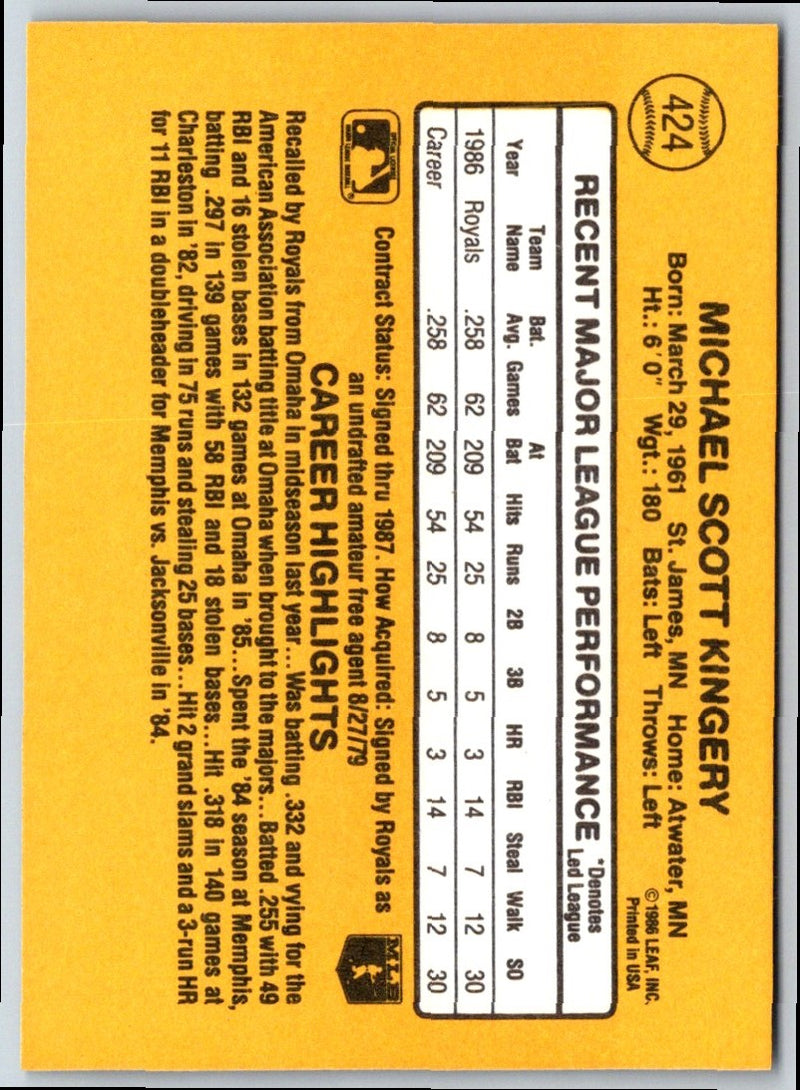 424
MICHAEL SCOTT KINGERY
Born: March 29, 1961 St. James, MN Home: Atwater, MN
Ht.: 6'0" Wgt.: 180 Bats: Left Throws: Left
©1986 LEAF, INC.
Printed in USA
RECENT MAJOR LEAGUE PERFORMANCE *Denotes Led League
Year Team Name Bat. Avg. Games At Bat Hits Runs 2B 3B HR RBI Steal Walk SO
1986 Royals .258 62 209 54 25 8 5 3 14 7 12 30
Career .258 62 209 54 25 8 5 3 14 7 12 30
Contract Status: Signed thru 1987. How Acquired: Signed by Royals as
an undrafted amateur free agent 8/27/79
MLB
CAREER HIGHLIGHTS
Recalled by Royals from Omaha in midseason last year... Was batting .332 and vying for the
American Association batting title at Omaha when brought to the majors... Batted .255 with 49
RBI and 16 stolen bases in 132 games at Omaha in '85... Spent the '84 season at Memphis,
batting .297 in 139 games with 58 RBI and 18 stolen bases... Hit .318 in 140 games at
Charleston in '82, driving in 75 runs and stealing 25 bases... Hit 2 grand slams and a 3-run HR
for 11 RBI in a doubleheader for Memphis vs. Jacksonville in '84.